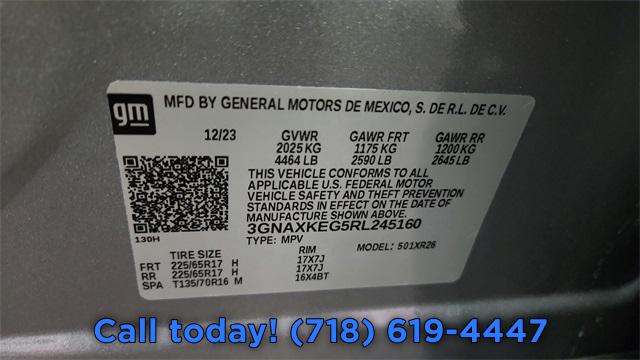 gm
MFD BY GENERAL MOTORS DE MEXICO, S. DE R.L. DE C.V.
12/23 GVWR GAWR FRT GAWR RR
2025 KG 1175 KG 1200 KG
4464 LB 2590 LB 2645 LB
THIS VEHICLE CONFORMS TO ALL
APPLICABLE U.S. FEDERAL MOTOR
VEHICLE SAFETY AND THEFT PREVENTION
STANDARDS IN EFFECT ON THE DATE OF
MANUFACTURE SHOWN ABOVE.
3GNAXKEG5RL245160
130H
TYPE: MPV MODEL: 501XR26
TIRE SIZE RIM
FRT 225/65R17 H 17X7J
RR 225/65R17 H 17X7J
SPA T135/70R16 M 16X4BT
Call today! (718) 619-4447